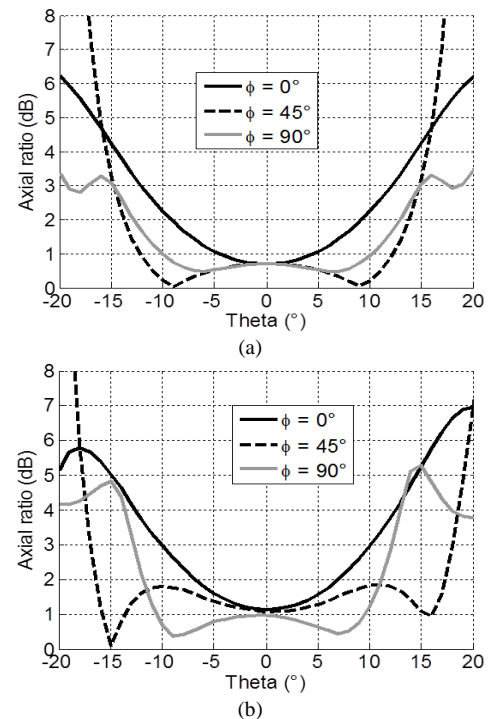 8
7
6
5
4
3
2
1
0
Axial ratio (dB)
ϕ = 0°
ϕ = 45°
ϕ = 90°
-20 -15 -10 -5 0 5 10 15 20
Theta (°)
(a)
8
7
6
5
4
3
2
1
0
Axial ratio (dB)
ϕ = 0°
ϕ = 45°
ϕ = 90°
-20 -15 -10 -5 0 5 10 15 20
Theta (°)
(b)